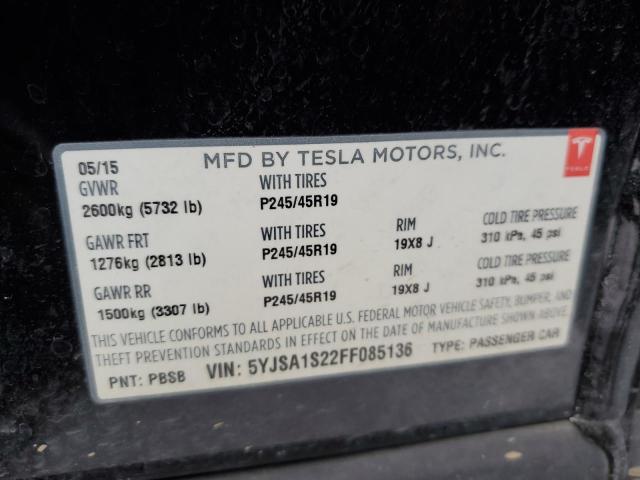 05/15 MFD BY TESLA MOTORS, INC.
TESLA
GVWR WITH TIRES
2600kg (5732 lb) P245/45R19
GAWR FRT WITH TIRES RIM COLD TIRE PRESSURE
1276kg (2813 lb) P245/45R19 19X8 J 310 kPa, 45 psi
GAWR RR WITH TIRES RIM COLD TIRE PRESSURE
1500kg (3307 lb) P245/45R19 19X8 J 310 kPa, 45 psi
THIS VEHICLE CONFORMS TO ALL APPLICABLE U.S. FEDERAL MOTOR VEHICLE SAFETY, BUMPER, AND
THEFT PREVENTION STANDARDS IN EFFECT ON THE DATE OF MANUFACTURE SHOWN ABOVE.
PNT: PBSB VIN: 5YJSA1S22FF085136 TYPE: PASSENGER CAR